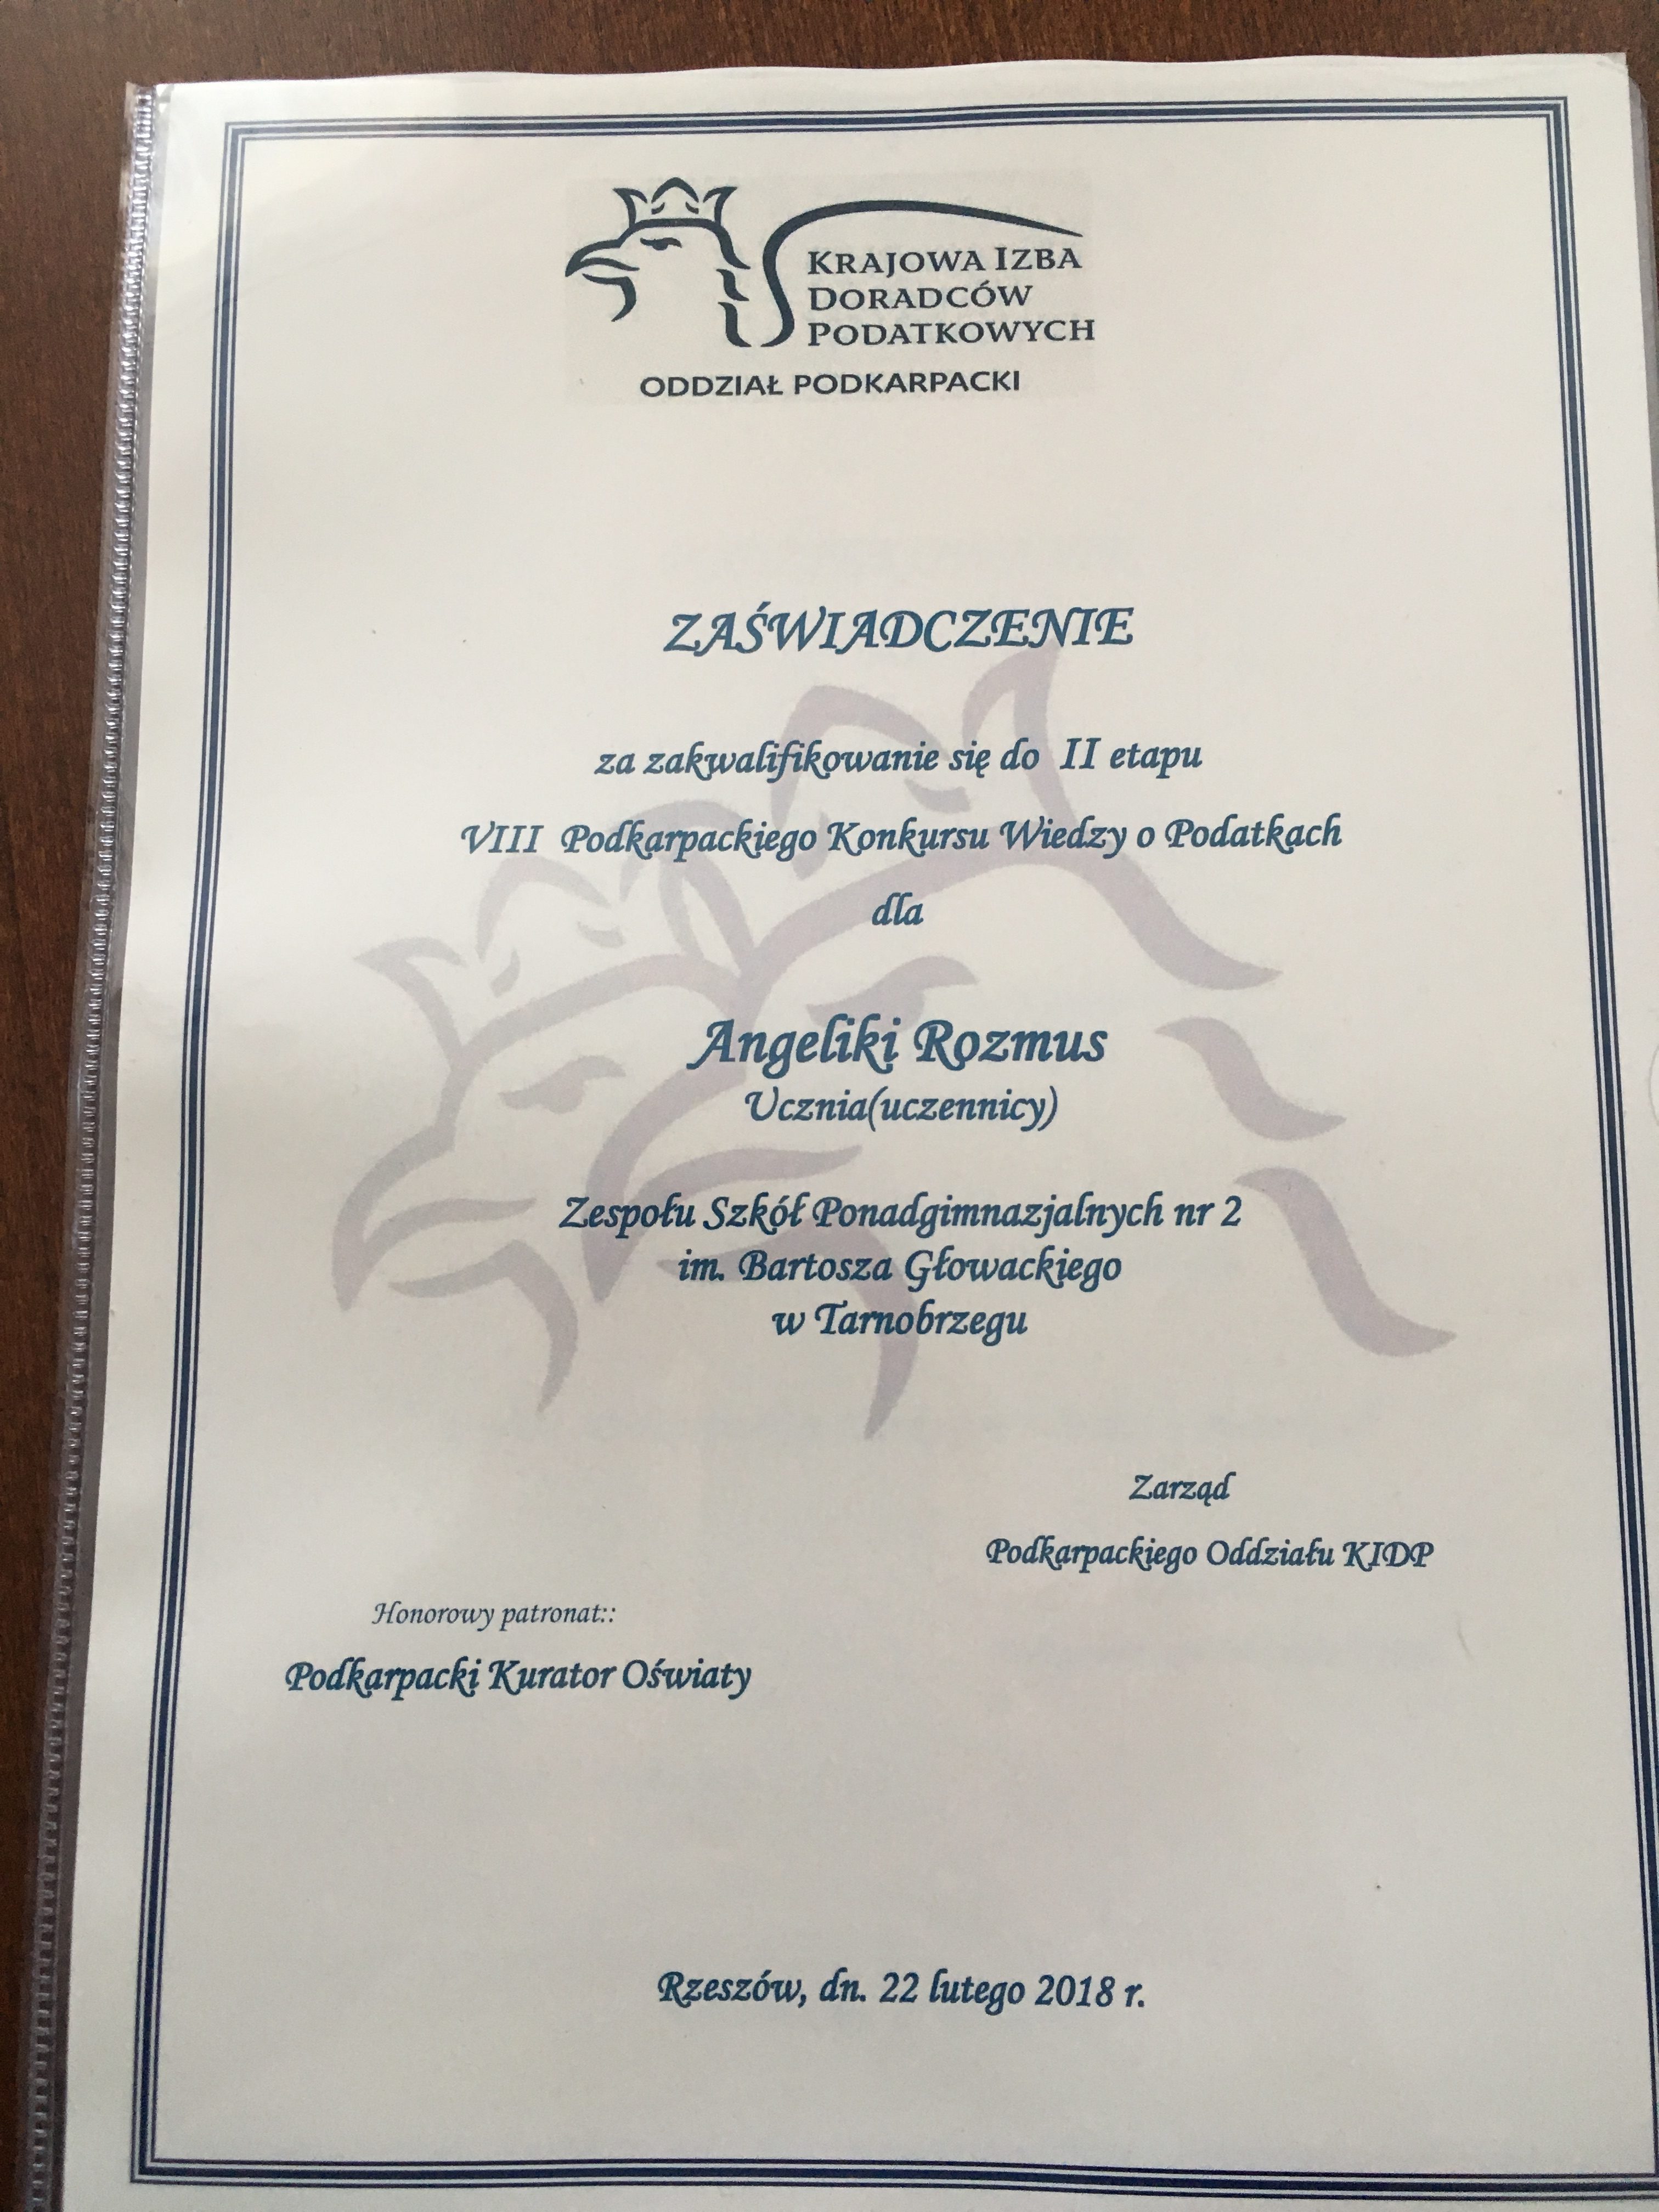 KRAJOWA IZBA
DORADCÓW
PODATKOWYCH
ODDZIAŁ PODKARPACKI
ZAŚWIADCZENIE
za zakwalifikowanie się do II etapu
VIII Podkarpackiego Konkursu Wiedzy o Podatkach
dla
Angeliki Rozmus
Ucznia(uczennicy)
Zespołu Szkół Ponadgimnazjalnych nr 2
im. Bartosza Głowackiego
w Tarnobrzegu
Zarząd
Podkarpackiego Oddziału KIDP
Honorowy patronat::
Podkarpacki Kurator Oświaty
Rzeszów, dn. 22 lutego 2018 r.